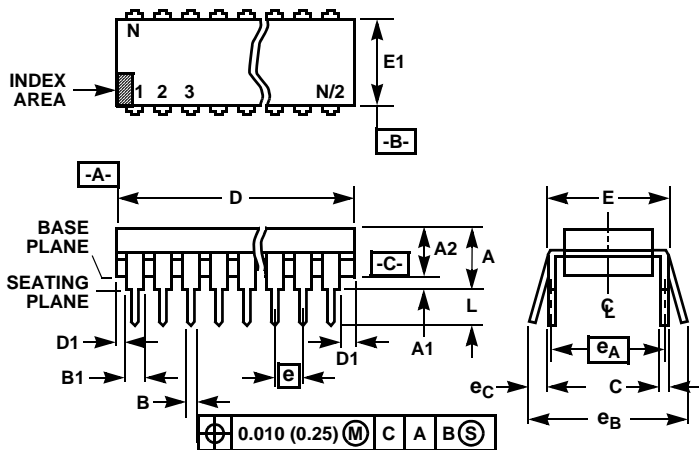 N
E1
INDEX
AREA
1 2 3 N/2
-B-
-A-
D
E
BASE
PLANE
A2
A
-C-
SEATING
PLANE
L
℄
D1
A1
D1
eA
B1
e
eC
C
B
eB
⌖ 0.010 (0.25) Ⓜ C A B Ⓢ